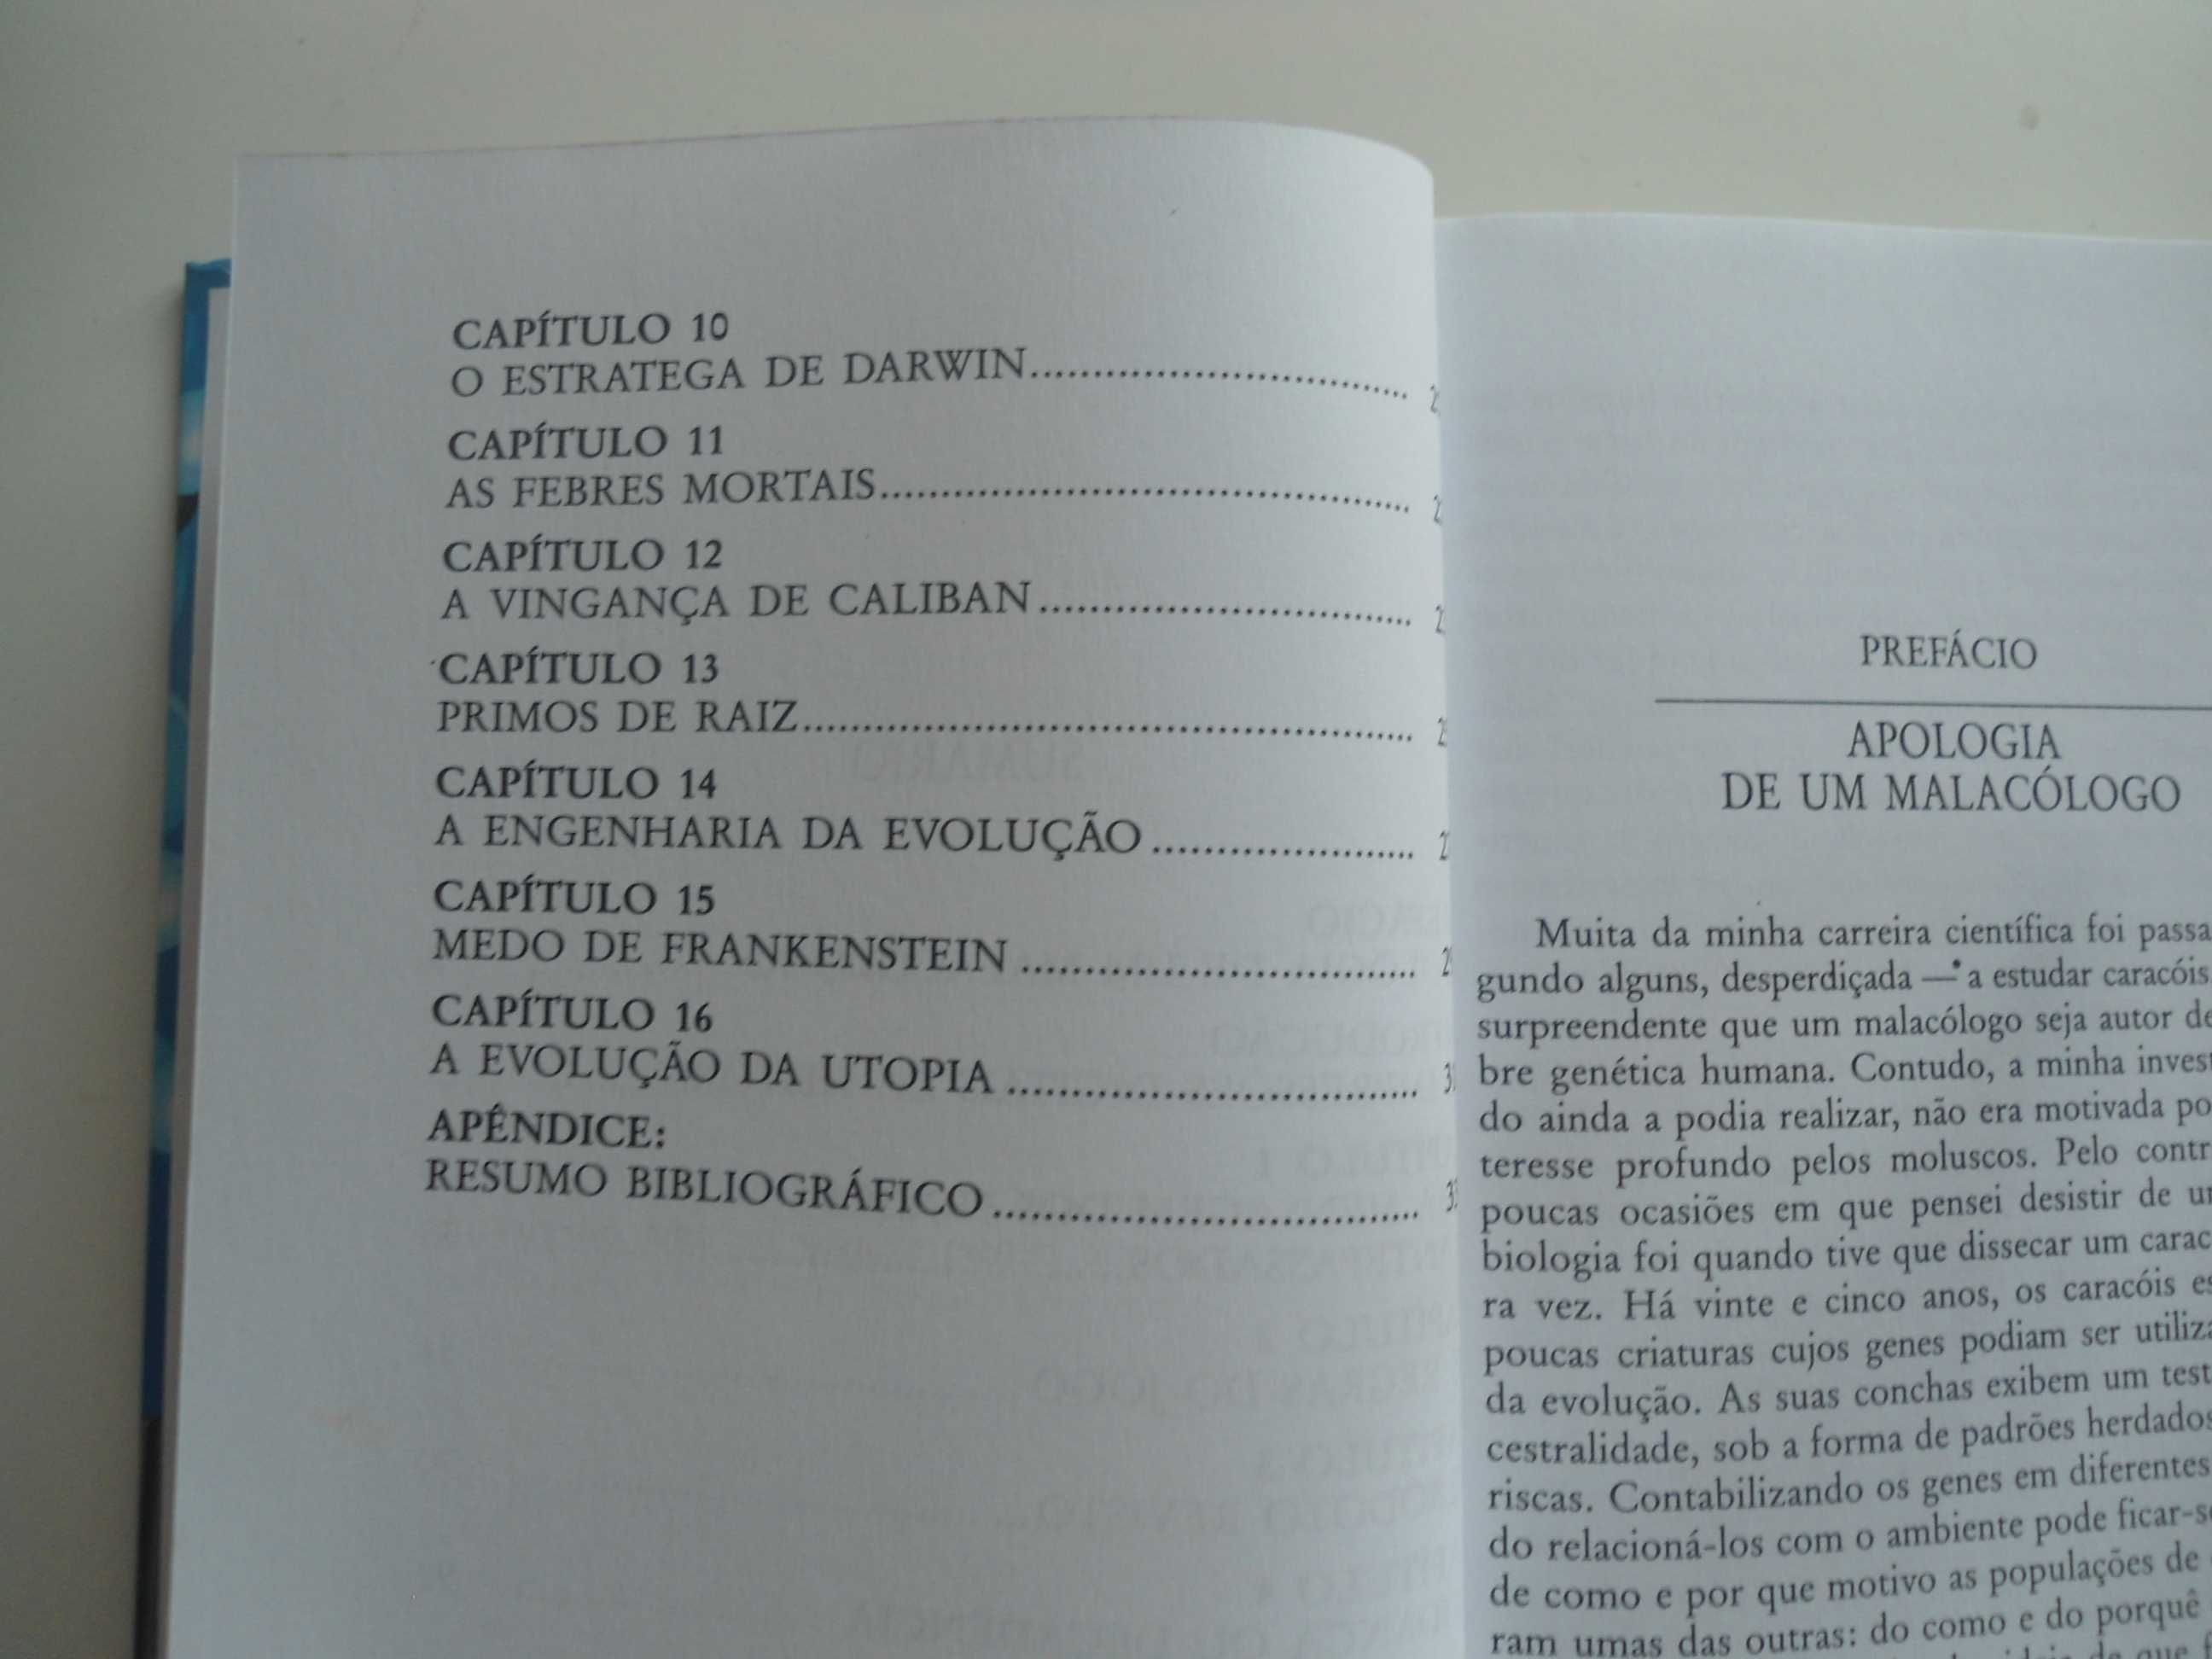 CAPÍTULO 10
O ESTRATEGA DE DARWIN
CAPÍTULO 11
AS FEBRES MORTAIS
CAPÍTULO 12
A VINGANÇA DE CALIBAN
CAPÍTULO 13
PRIMOS DE RAIZ
CAPÍTULO 14
A ENGENHARIA DA EVOLUÇÃO
CAPÍTULO 15
MEDO DE FRANKENSTEIN
CAPÍTULO 16
A EVOLUÇÃO DA UTOPIA
APÊNDICE:
RESUMO BIBLIOGRÁFICO
PREFÁCIO
APOLOGIA
DE UM MALACÓLOGO
Muita da minha carreira científica foi
gundo alguns, desperdiçada — a estudar caracóis
surpreendente que um malacólogo seja autor
bre genética humana. Contudo, a minha
do ainda a podia realizar, não era motivada
teresse profundo pelos moluscos. Pelo
poucas ocasiões em que pensei desistir de
biologia foi quando tive que dissecar um
ra vez. Há vinte e cinco anos, os caracóis
poucas criaturas cujos genes podiam ser
da evolução. As suas conchas exibem um
cestralidade, sob a forma de padrões herdados
riscas. Contabilizando os genes em diferentes
do relacioná-los com o ambiente pode
de como e por que motivo as populações de
ram umas das outras: do como e do porquê